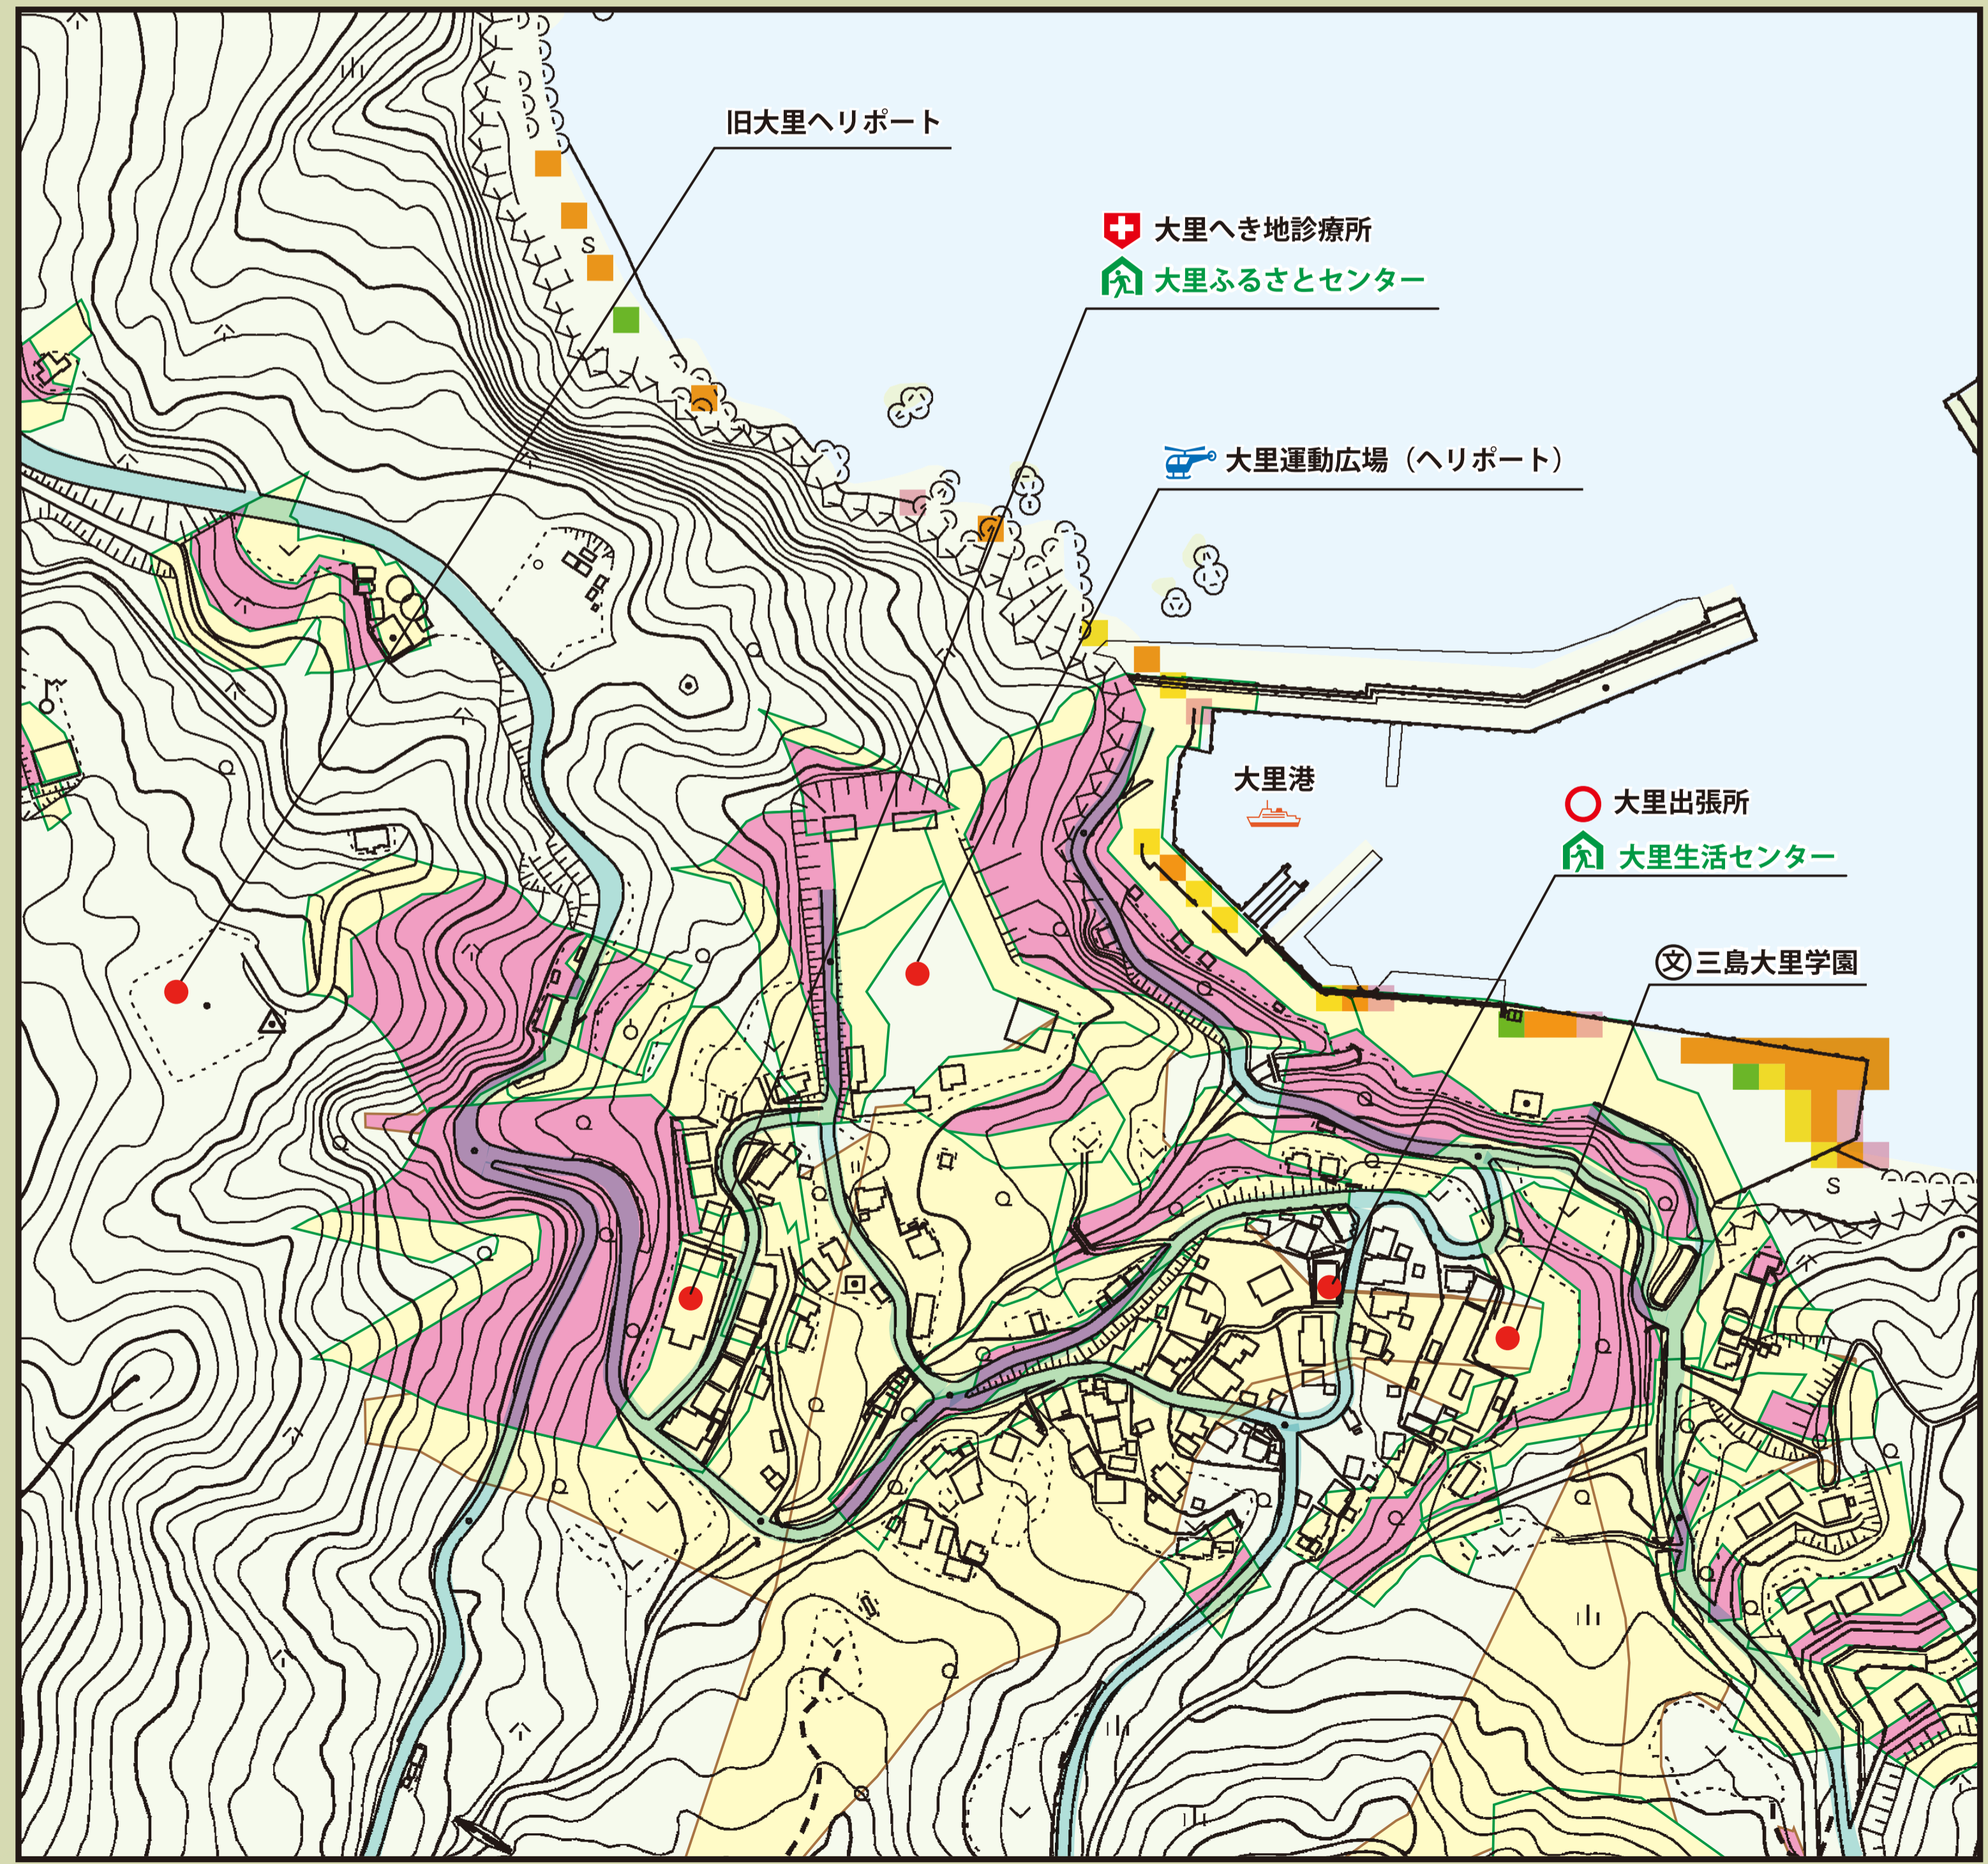 旧大里ヘリポート
大里へき地診療所
大里ふるさとセンター
大里運動広場（ヘリポート）
大里港
大里出張所
大里生活センター
文 三島大里学園
S
S